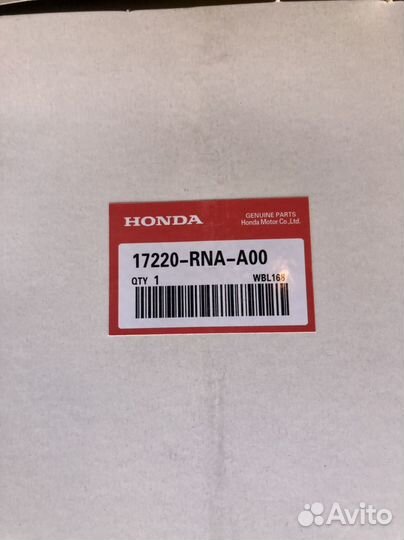 HONDA
GENUINE PARTS
Honda Motor Co.,Ltd.
17220-RNA-A00
QTY 1 WBL168
Avito